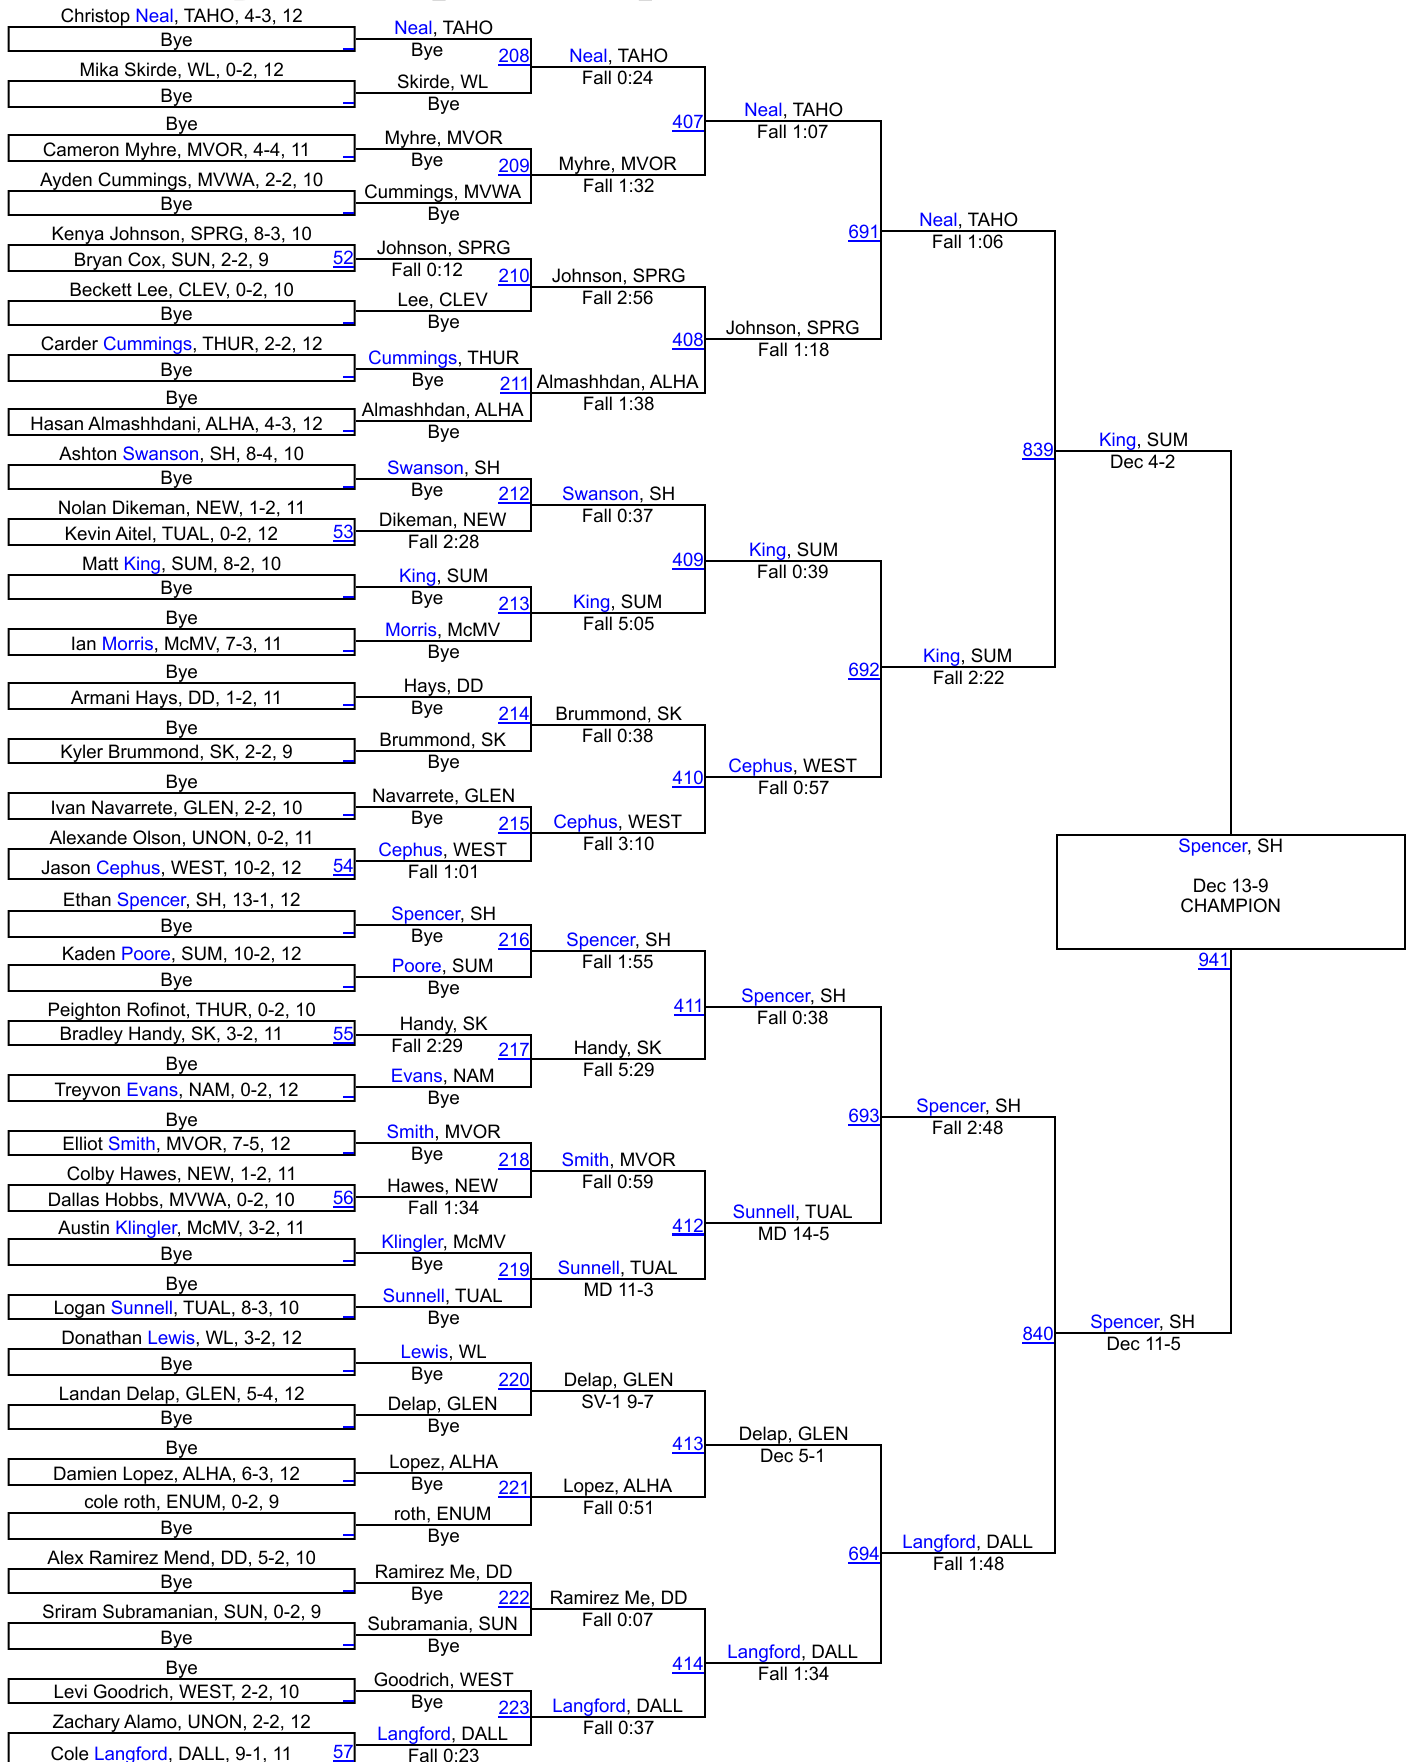 Christop Neal, TAHO, 4-3, 12
Bye
Mika Skirde, WL, 0-2, 12
Bye
Bye
Cameron Myhre, MVOR, 4-4, 11
Ayden Cummings, MVWA, 2-2, 10
Bye
Kenya Johnson, SPRG, 8-3, 10
Bryan Cox, SUN, 2-2, 9 52
Beckett Lee, CLEV, 0-2, 10
Bye
Carder Cummings, THUR, 2-2, 12
Bye
Bye
Hasan Almashhdani, ALHA, 4-3, 12
Ashton Swanson, SH, 8-4, 10
Bye
Nolan Dikeman, NEW, 1-2, 11
Kevin Aitel, TUAL, 0-2, 12 53
Matt King, SUM, 8-2, 10
Bye
Bye
Ian Morris, McMV, 7-3, 11
Bye
Armani Hays, DD, 1-2, 11
Bye
Kyler Brummond, SK, 2-2, 9
Bye
Ivan Navarrete, GLEN, 2-2, 10
Alexande Olson, UNON, 0-2, 11
Jason Cephus, WEST, 10-2, 12 54
Ethan Spencer, SH, 13-1, 12
Bye
Kaden Poore, SUM, 10-2, 12
Bye
Peighton Rofinot, THUR, 0-2, 10
Bradley Handy, SK, 3-2, 11 55
Bye
Treyvon Evans, NAM, 0-2, 12
Bye
Elliot Smith, MVOR, 7-5, 12
Colby Hawes, NEW, 1-2, 11
Dallas Hobbs, MVWA, 0-2, 10 56
Austin Klingler, McMV, 3-2, 11
Bye
Bye
Logan Sunnell, TUAL, 8-3, 10
Donathan Lewis, WL, 3-2, 12
Bye
Landan Delap, GLEN, 5-4, 12
Bye
Bye
Damien Lopez, ALHA, 6-3, 12
cole roth, ENUM, 0-2, 9
Bye
Alex Ramirez Mend, DD, 5-2, 10
Bye
Sriram Subramanian, SUN, 0-2, 9
Bye
Bye
Levi Goodrich, WEST, 2-2, 10
Zachary Alamo, UNON, 2-2, 12
Cole Langford, DALL, 9-1, 11 57
Neal, TAHO
Bye
208
Skirde, WL
Bye
Myhre, MVOR
Bye
209
Cummings, MVWA
Bye
Johnson, SPRG
Fall 0:12
210
Lee, CLEV
Bye
Cummings, THUR
Bye
211
Almashhdan, ALHA
Bye
Swanson, SH
Bye
212
Dikeman, NEW
Fall 2:28
King, SUM
Bye
213
Morris, McMV
Bye
Hays, DD
Bye
214
Brummond, SK
Bye
Navarrete, GLEN
Bye
215
Cephus, WEST
Fall 1:01
Spencer, SH
Bye
216
Poore, SUM
Bye
Handy, SK
Fall 2:29
217
Evans, NAM
Bye
Smith, MVOR
Bye
218
Hawes, NEW
Fall 1:34
Klingler, McMV
Bye
219
Sunnell, TUAL
Bye
Lewis, WL
Bye
220
Delap, GLEN
Bye
Lopez, ALHA
Bye
221
roth, ENUM
Bye
Ramirez Me, DD
Bye
222
Subramania, SUN
Bye
Goodrich, WEST
Bye
223
Langford, DALL
Fall 0:23
Neal, TAHO
Fall 0:24
407
Myhre, MVOR
Fall 1:32
Johnson, SPRG
Fall 2:56
408
Almashhdan, ALHA
Fall 1:38
Swanson, SH
Fall 0:37
409
King, SUM
Fall 5:05
Brummond, SK
Fall 0:38
410
Cephus, WEST
Fall 3:10
Spencer, SH
Fall 1:55
411
Handy, SK
Fall 5:29
Smith, MVOR
Fall 0:59
412
Sunnell, TUAL
MD 11-3
Delap, GLEN
SV-1 9-7
413
Lopez, ALHA
Fall 0:51
Ramirez Me, DD
Fall 0:07
414
Langford, DALL
Fall 0:37
Neal, TAHO
Fall 1:07
691
Johnson, SPRG
Fall 1:18
King, SUM
Fall 0:39
692
Cephus, WEST
Fall 0:57
Spencer, SH
Fall 0:38
693
Sunnell, TUAL
MD 14-5
Delap, GLEN
Dec 5-1
694
Langford, DALL
Fall 1:34
Neal, TAHO
Fall 1:06
839
King, SUM
Fall 2:22
Spencer, SH
Fall 2:48
840
Langford, DALL
Fall 1:48
King, SUM
Dec 4-2
Spencer, SH
Dec 11-5
Spencer, SH
Dec 13-9
CHAMPION
941